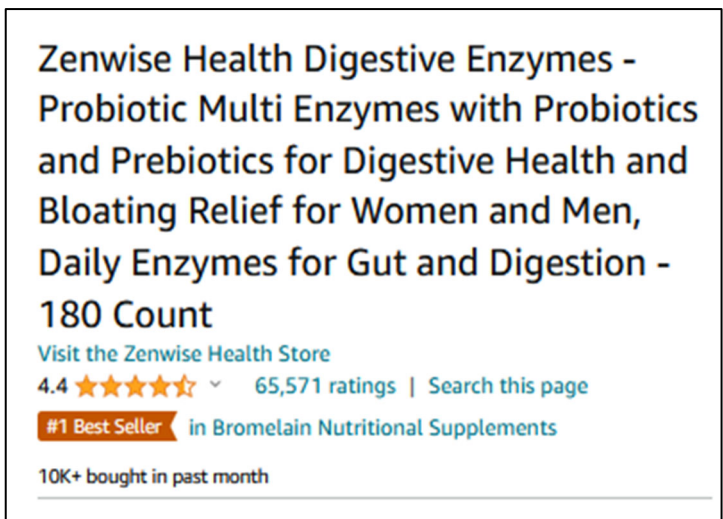 Zenwise Health Digestive Enzymes -
Probiotic Multi Enzymes with Probiotics
and Prebiotics for Digestive Health and
Bloating Relief for Women and Men,
Daily Enzymes for Gut and Digestion -
180 Count
Visit the Zenwise Health Store
4.4 65,571 ratings | Search this page
#1 Best Seller in Bromelain Nutritional Supplements
10K+ bought in past month